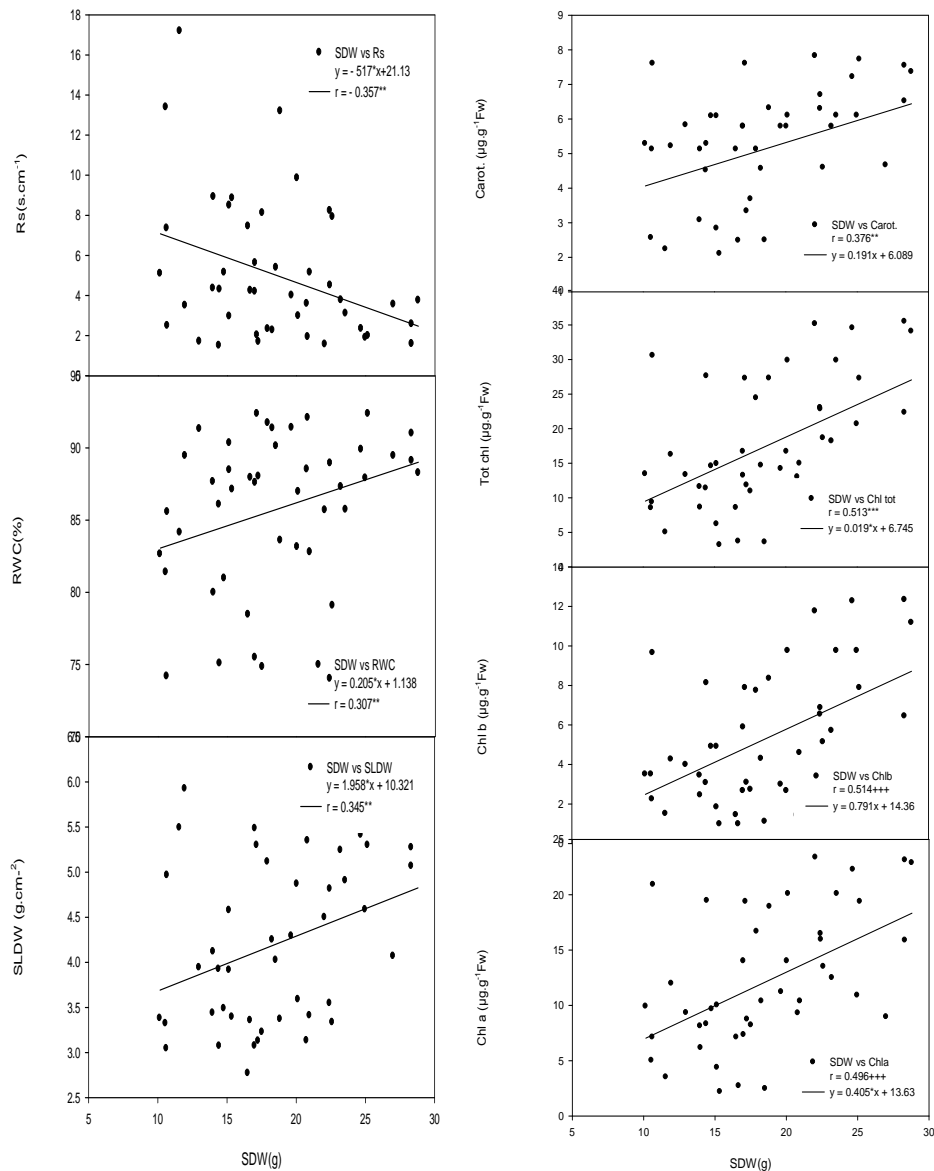 18
16
14
12
10
8
6
4
2
Rs(s.cm-1)
SDW vs Rs
y = - 517*x+21.13
r = - 0.357**
90
85
80
75
RWC(%)
SDW vs RWC
y = 0.205*x + 1.138
r = 0.307**
6.0
5.5
5.0
4.5
4.0
3.5
3.0
2.5
SLDW (g.cm-2)
SDW vs SLDW
y = 1.958*x + 10.321
r = 0.345**
5
10
15
20
25
30
SDW(g)
9
8
7
6
5
4
3
2
Carot. (µg.g-1Fw)
SDW vs Carot.
r = 0.376**
y = 0.191x + 6.089
35
30
25
20
15
10
5
Tot chl (µg.g-1Fw)
SDW vs Chl tot
r = 0.513***
y = 0.019*x + 6.745
12
10
8
6
4
2
Chl b (µg.g-1Fw)
SDW vs Chlb
r = 0.514+++
y = 0.791x + 14.36
20
15
10
5
0
Chl a (µg.g-1Fw)
SDW vs Chla
r = 0.496+++
y = 0.405*x + 13.63
5
10
15
20
25
30
SDW(g)